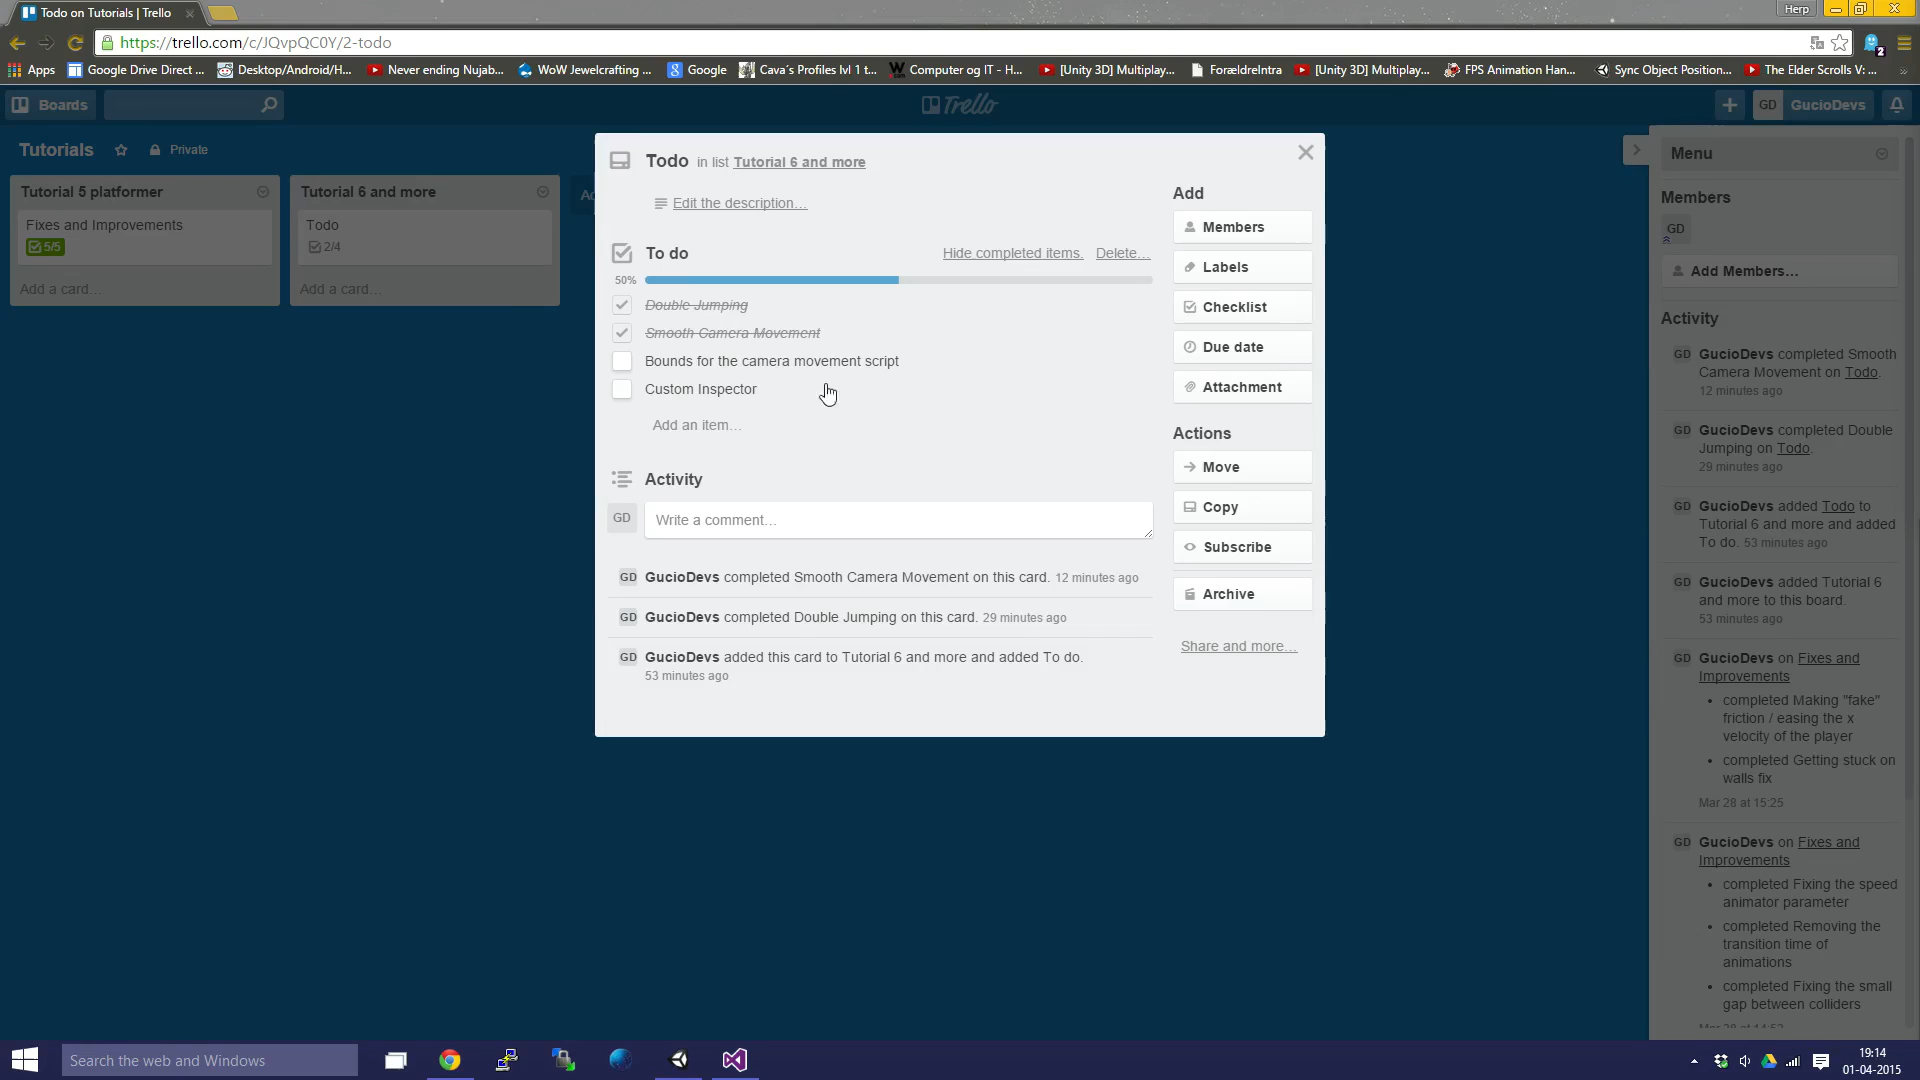 Todo on Tutorials | Trello
Herp
https://trello.com/c/JQvpQC0Y/2-todo
2
Apps
Google Drive Direct ...
Desktop/Android/H...
Never ending Nujab...
WoW Jewelcrafting ...
Google
Cava´s Profiles lvl 1 t...
Computer og IT - H...
[Unity 3D] Multiplay...
ForældreIntra
[Unity 3D] Multiplay...
FPS Animation Han...
Sync Object Position...
The Elder Scrolls V: ...
Boards
Trello
GD
GucioDevs
Tutorials
Private
Tutorial 5 platformer
Fixes and Improvements
5/5
Add a card...
Tutorial 6 and more
Todo
2/4
Add a card...
Todo in list Tutorial 6 and more
Edit the description...
To do
Hide completed items.
Delete...
50%
Double Jumping
Smooth Camera Movement
Bounds for the camera movement script
Custom Inspector
Add an item...
Activity
GD
Write a comment...
GD GucioDevs completed Smooth Camera Movement on this card. 12 minutes ago
GD GucioDevs completed Double Jumping on this card. 29 minutes ago
GD GucioDevs added this card to Tutorial 6 and more and added To do.
53 minutes ago
Add
Members
Labels
Checklist
Due date
Attachment
Actions
Move
Copy
Subscribe
Archive
Share and more...
Menu
Members
GD
Add Members...
Activity
GD GucioDevs completed Smooth
Camera Movement on Todo.
12 minutes ago
GD GucioDevs completed Double
Jumping on Todo.
29 minutes ago
GD GucioDevs added Todo to
Tutorial 6 and more and added
To do. 53 minutes ago
GD GucioDevs added Tutorial 6
and more to this board.
53 minutes ago
GD GucioDevs on Fixes and
Improvements
• completed Making "fake"
friction / easing the x
velocity of the player
• completed Getting stuck on
walls fix
Mar 28 at 15:25
GD GucioDevs on Fixes and
Improvements
• completed Fixing the speed
animator parameter
• completed Removing the
transition time of
animations
• completed Fixing the small
gap between colliders
Search the web and Windows
19:14
01-04-2015